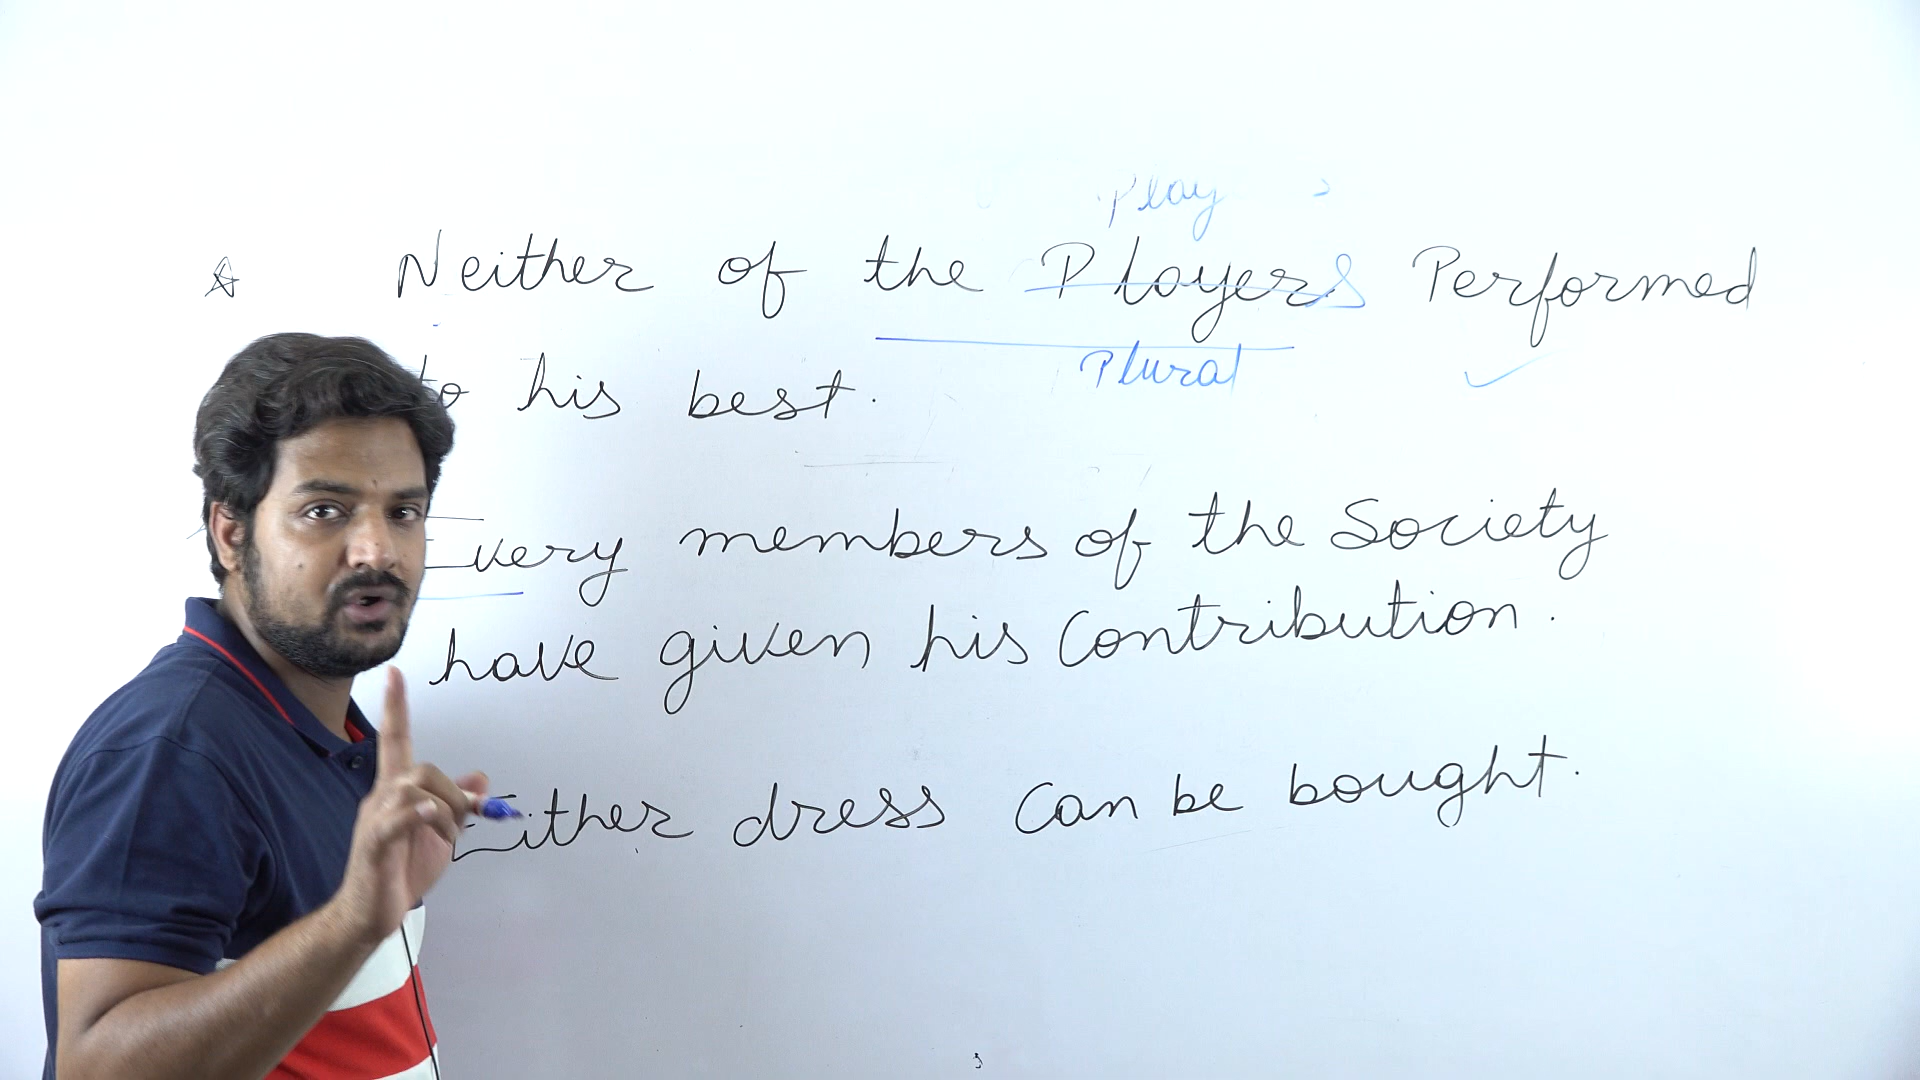 Play
Neither of the Players Performed
Plural
to his best.
Every members of the Society
have given his Contribution.
Either dress Can be bought.